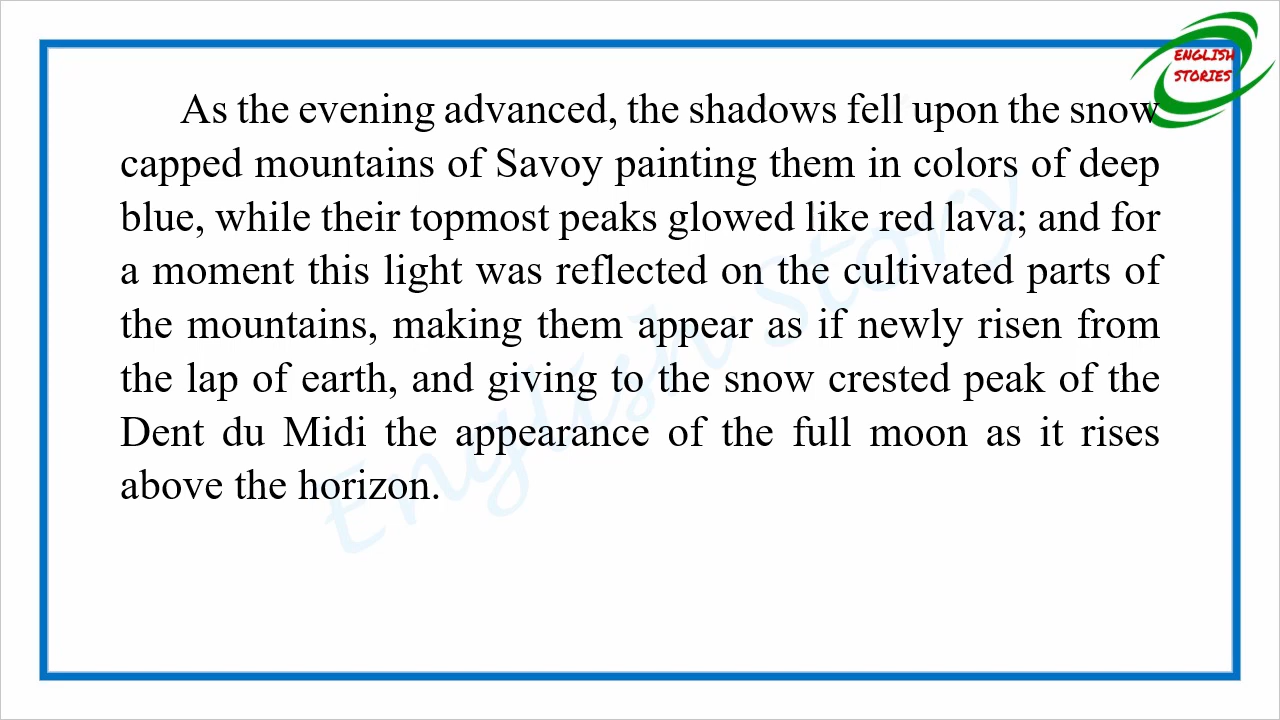 ENGLISH
STORIES
As the evening advanced, the shadows fell upon the snow
capped mountains of Savoy painting them in colors of deep
blue, while their topmost peaks glowed like red lava; and for
a moment this light was reflected on the cultivated parts of
the mountains, making them appear as if newly risen from
the lap of earth, and giving to the snow crested peak of the
Dent du Midi the appearance of the full moon as it rises
above the horizon.
English Story